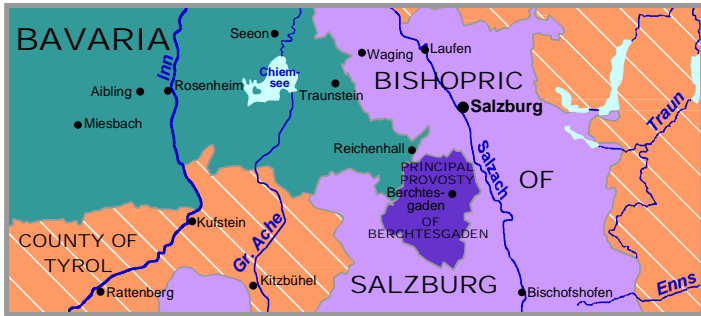 BAVARIA
Seeon
Waging
Laufen
Inn
Chiem-
see
BISHOPRIC
Aibling
Rosenheim
Traunstein
Salzburg
Miesbach
Traun
Reichenhall
Salzach
PRINCIPAL
PROVOSTY
OF
Berchtes-
gaden
Kufstein
OF
BERCHTESGADEN
COUNTY OF
TYROL
Gr. Ache
Kitzbühel
SALZBURG
Rattenberg
Bischofshofen
Enns